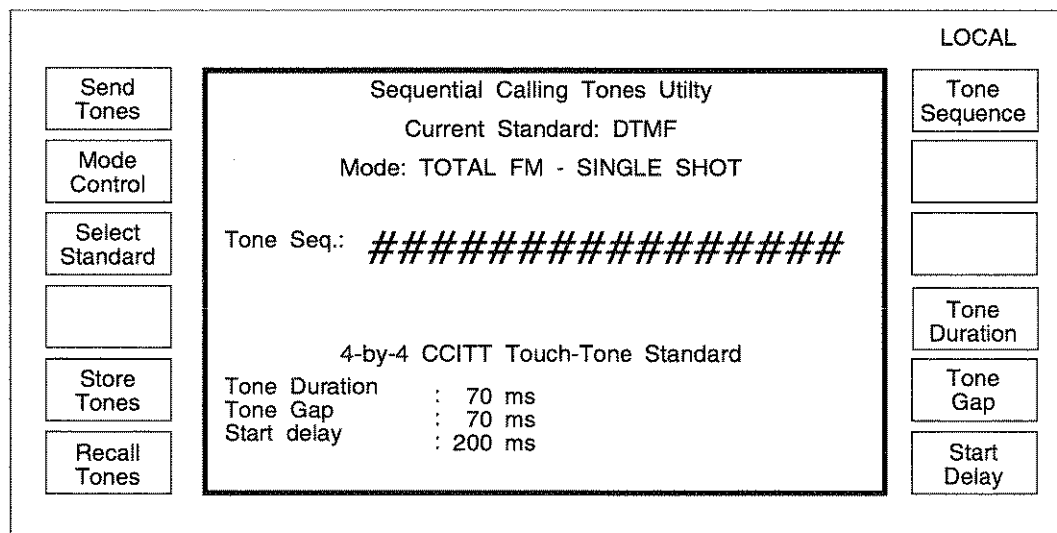 LOCAL
Send
Tones
Mode
Control
Select
Standard
Store
Tones
Recall
Tones
Sequential Calling Tones Utilty
Current Standard: DTMF
Mode: TOTAL FM - SINGLE SHOT
Tone Seq.: ################
4-by-4 CCITT Touch-Tone Standard
Tone Duration : 70 ms
Tone Gap : 70 ms
Start delay : 200 ms
Tone
Sequence
Tone
Duration
Tone
Gap
Start
Delay